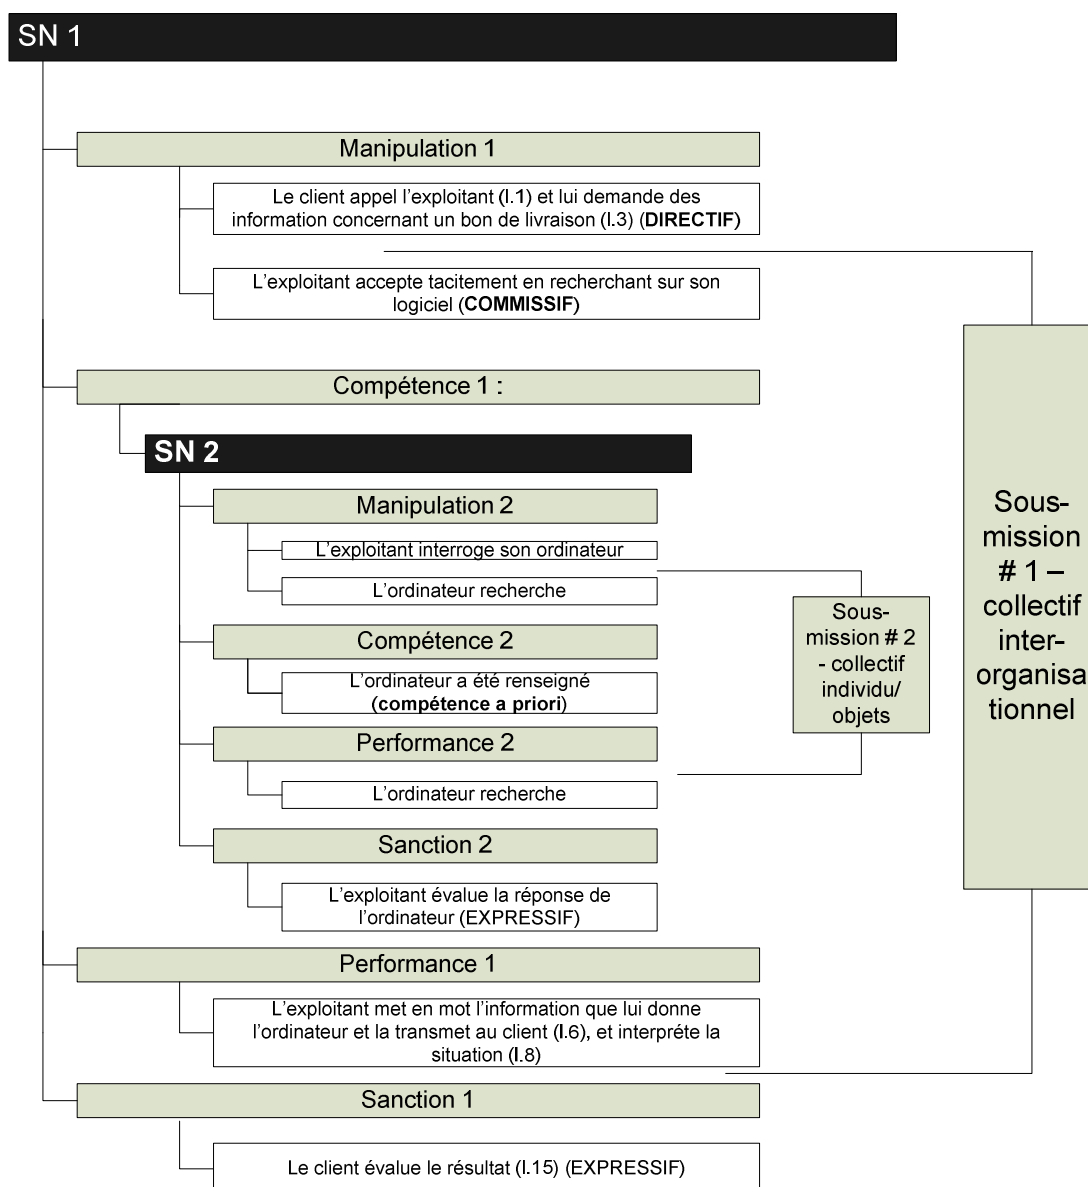 SN 1
Manipulation 1
Le client appel l’exploitant (l.1) et lui demande des
information concernant un bon de livraison (l.3) (DIRECTIF)
L’exploitant accepte tacitement en recherchant sur son
logiciel (COMMISSIF)
Compétence 1 :
SN 2
Manipulation 2
L’exploitant interroge son ordinateur
L’ordinateur recherche
Compétence 2
L’ordinateur a été renseigné
(compétence a priori)
Performance 2
L’ordinateur recherche
Sanction 2
L’exploitant évalue la réponse de
l’ordinateur (EXPRESSIF)
Performance 1
L’exploitant met en mot l’information que lui donne
l’ordinateur et la transmet au client (l.6), et interpréte la
situation (l.8)
Sanction 1
Le client évalue le résultat (l.15) (EXPRESSIF)
Sous-
mission # 2
- collectif
individu/
objets
Sous-
mission
# 1 –
collectif
inter-
organisa
tionnel